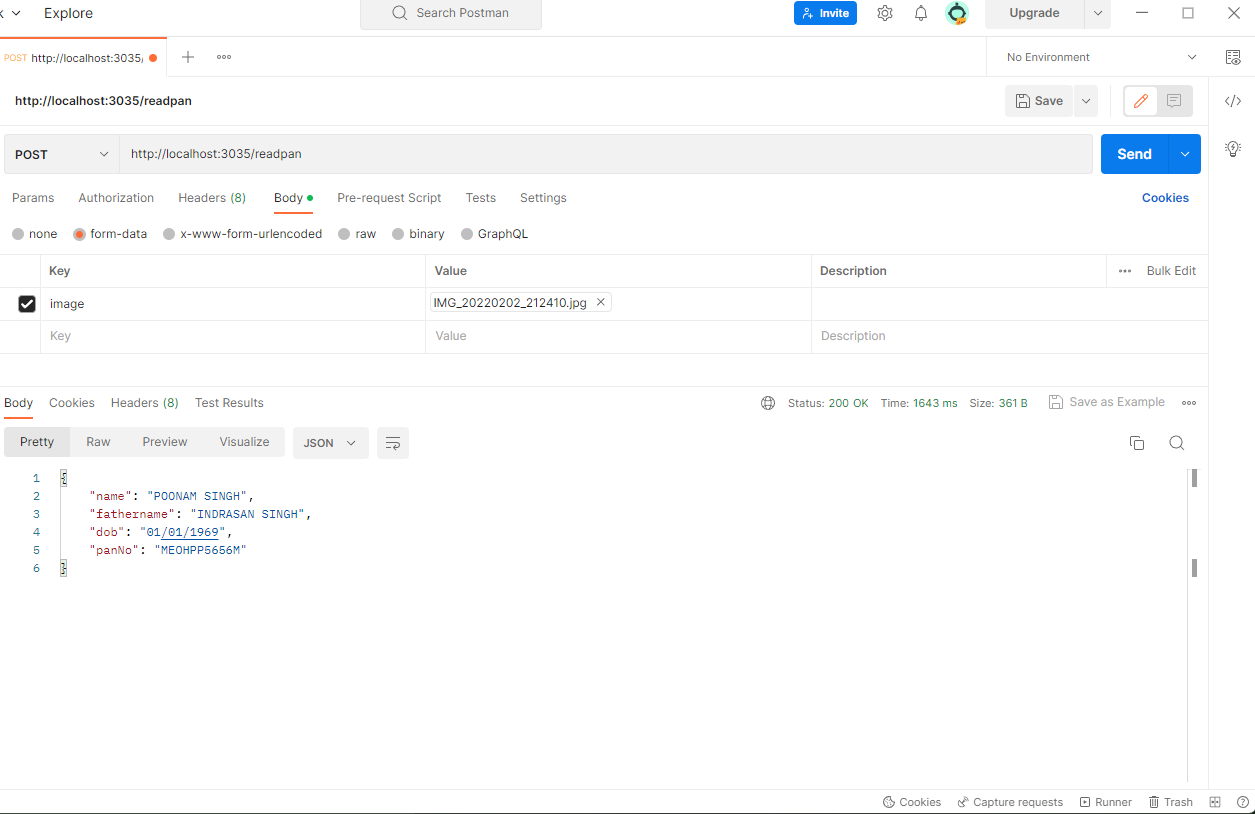 Explore
Search Postman
Invite
Upgrade
POST http://localhost:3035/
No Environment
http://localhost:3035/readpan
Save
POST
http://localhost:3035/readpan
Send
Params Authorization Headers (8) Body Pre-request Script Tests Settings
Cookies
none form-data x-www-form-urlencoded raw binary GraphQL
Key Value Description Bulk Edit
image IMG_20220202_212410.jpg
Key Value Description
Body Cookies Headers (8) Test Results
Status: 200 OK Time: 1643 ms Size: 361 B Save as Example
Pretty Raw Preview Visualize JSON
1 {
2 "name": "POONAM SINGH",
3 "fathername": "INDRASAN SINGH",
4 "dob": "01/01/1969",
5 "panNo": "MEOHPP5656M"
6 }
Cookies Capture requests Runner Trash